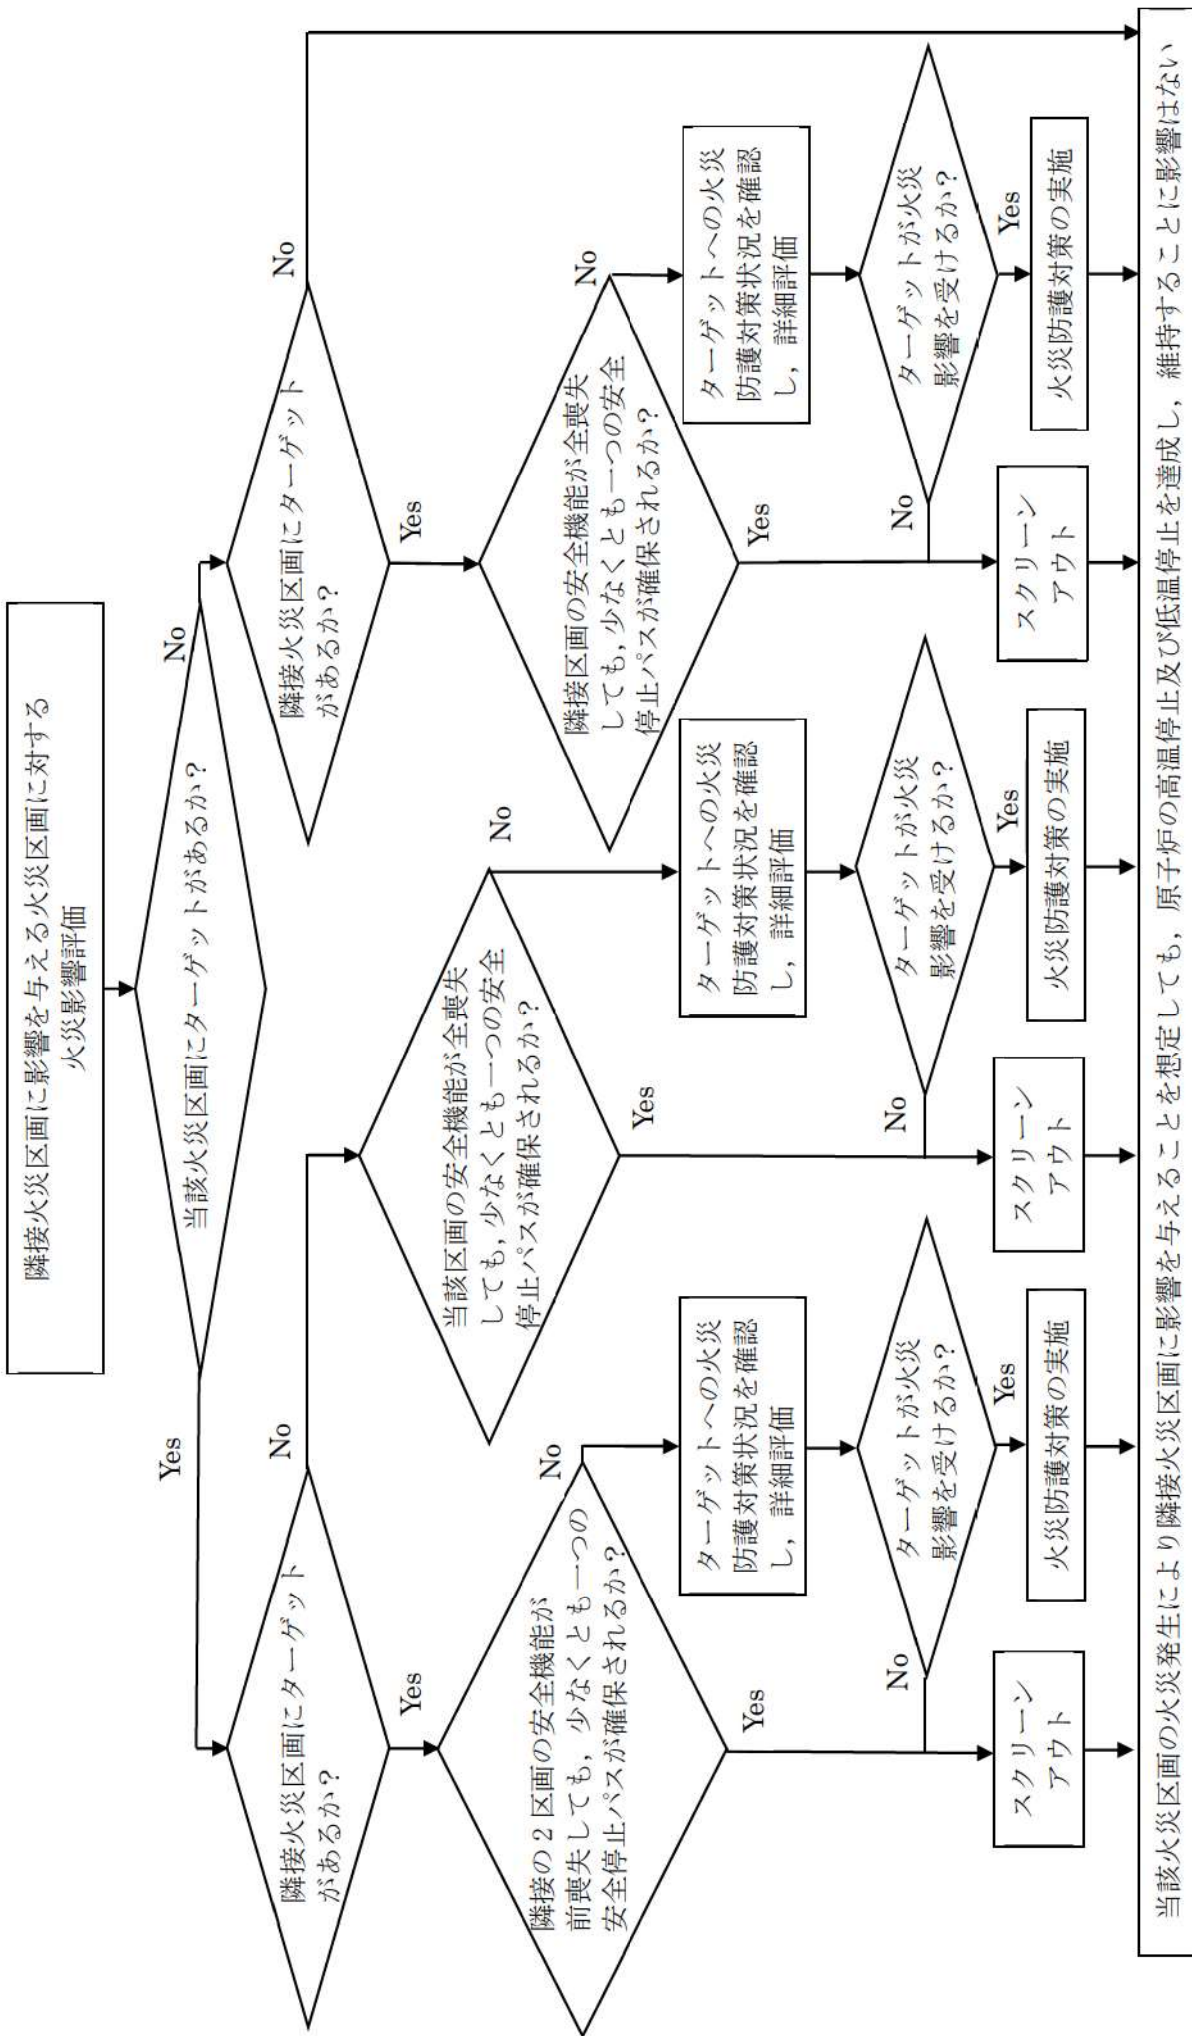 隣接火災区画に影響を与える火災区画に対する
火災影響評価
当該火災区画にターゲットがあるか?
Yes
No
隣接火災区画にターゲット
があるか?
No
Yes
隣接火災区画にターゲット
があるか?
No
Yes
隣接の2区画の安全機能が
前喪失しても，少なくとも一つの
安全停止パスが確保されるか?
No
Yes
当該区画の安全機能が全喪失
しても，少なくとも一つの安全
停止パスが確保されるか?
No
Yes
隣接区画の安全機能が全喪失
しても，少なくとも一つの安全
停止パスが確保されるか?
No
Yes
ターゲットへの火災
防護対策状況を確認
し，詳細評価
ターゲットへの火災
防護対策状況を確認
し，詳細評価
ターゲットへの火災
防護対策状況を確認
し，詳細評価
ターゲットが火災
影響を受けるか?
No
Yes
ターゲットが火災
影響を受けるか?
No
Yes
ターゲットが火災
影響を受けるか?
No
Yes
スクリーン
アウト
火災防護対策の実施
スクリーン
アウト
火災防護対策の実施
スクリーン
アウト
火災防護対策の実施
当該火災区画の火災発生により隣接火災区画に影響を与えることを想定しても，原子炉の高温停止及び低温停止を達成し，維持することに影響はない